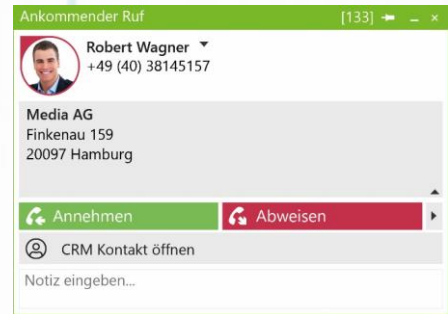 Ankommender Ruf [133]
Robert Wagner
+49 (40) 38145157
Media AG
Finkenau 159
20097 Hamburg
Annehmen Abweisen
CRM Kontakt öffnen
Notiz eingeben...